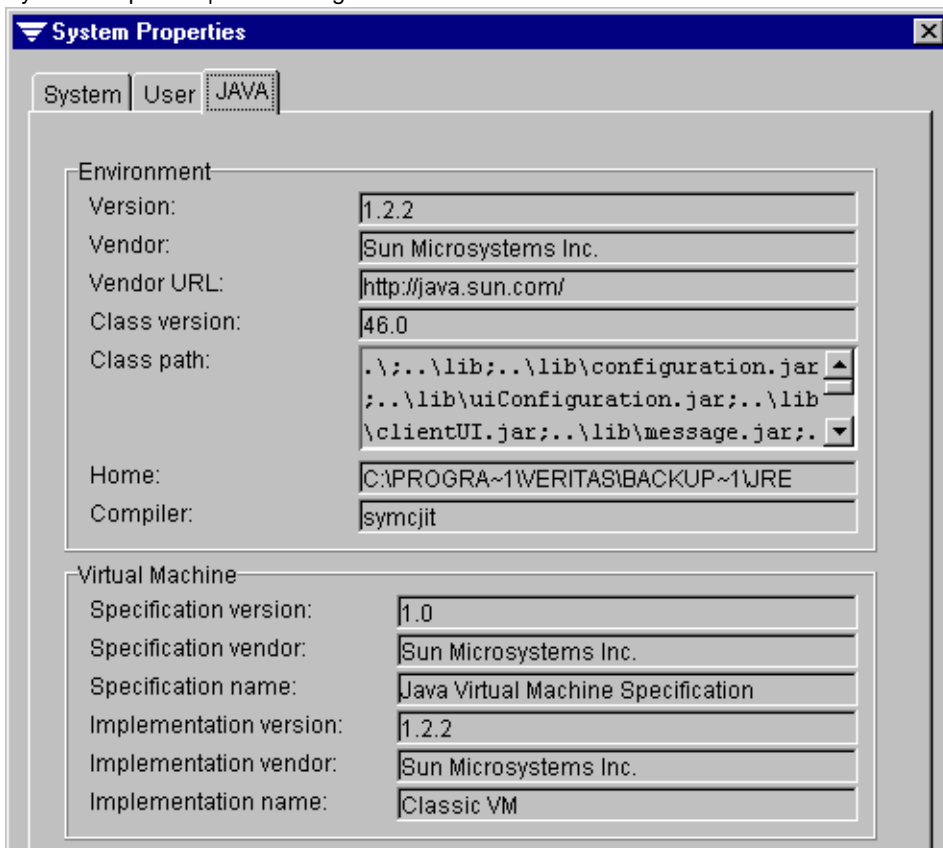 System Properties
System User JAVA
Environment
Version: 1.2.2
Vendor: Sun Microsystems Inc.
Vendor URL: http://java.sun.com/
Class version: 46.0
Class path: .\;..\lib;..\lib\configuration.jar
;..\lib\uiConfiguration.jar;..\lib
\clientUI.jar;..\lib\message.jar;.
Home: C:\PROGRA~1\VERITAS\BACKUP~1\JRE
Compiler: symcjit
Virtual Machine
Specification version: 1.0
Specification vendor: Sun Microsystems Inc.
Specification name: Java Virtual Machine Specification
Implementation version: 1.2.2
Implementation vendor: Sun Microsystems Inc.
Implementation name: Classic VM